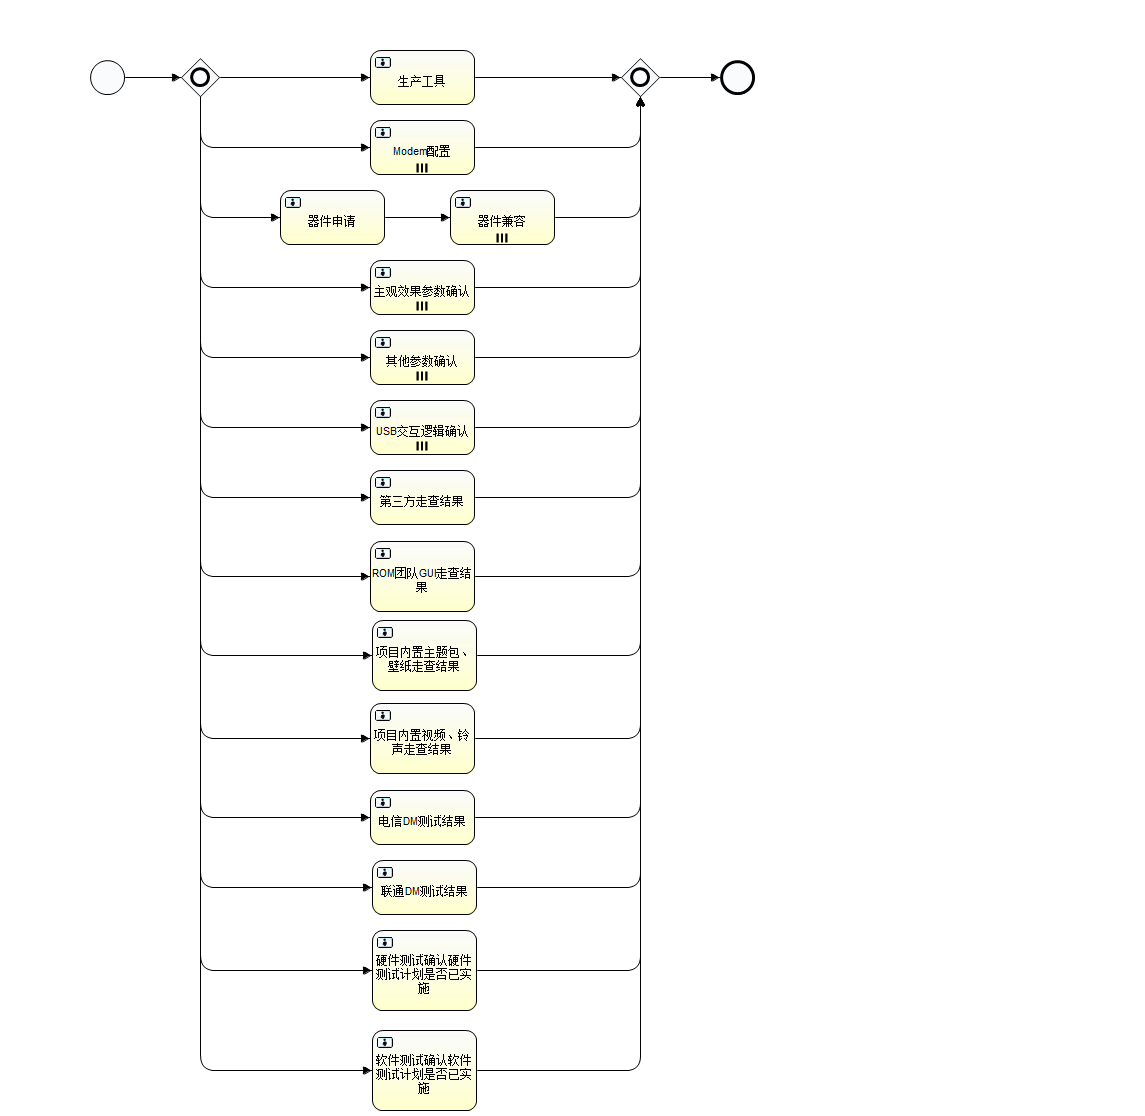 生产工具
Modem配置
器件申请
器件兼容
主观效果参数确认
其他参数确认
USB交互逻辑确认
第三方走查结果
ROM团队GUI走查结
果
项目内置主题包、
壁纸走查结果
项目内置视频、铃
声走查结果
电信DM测试结果
联通DM测试结果
硬件测试确认硬件
测试计划是否已实
施
软件测试确认软件
测试计划是否已实
施